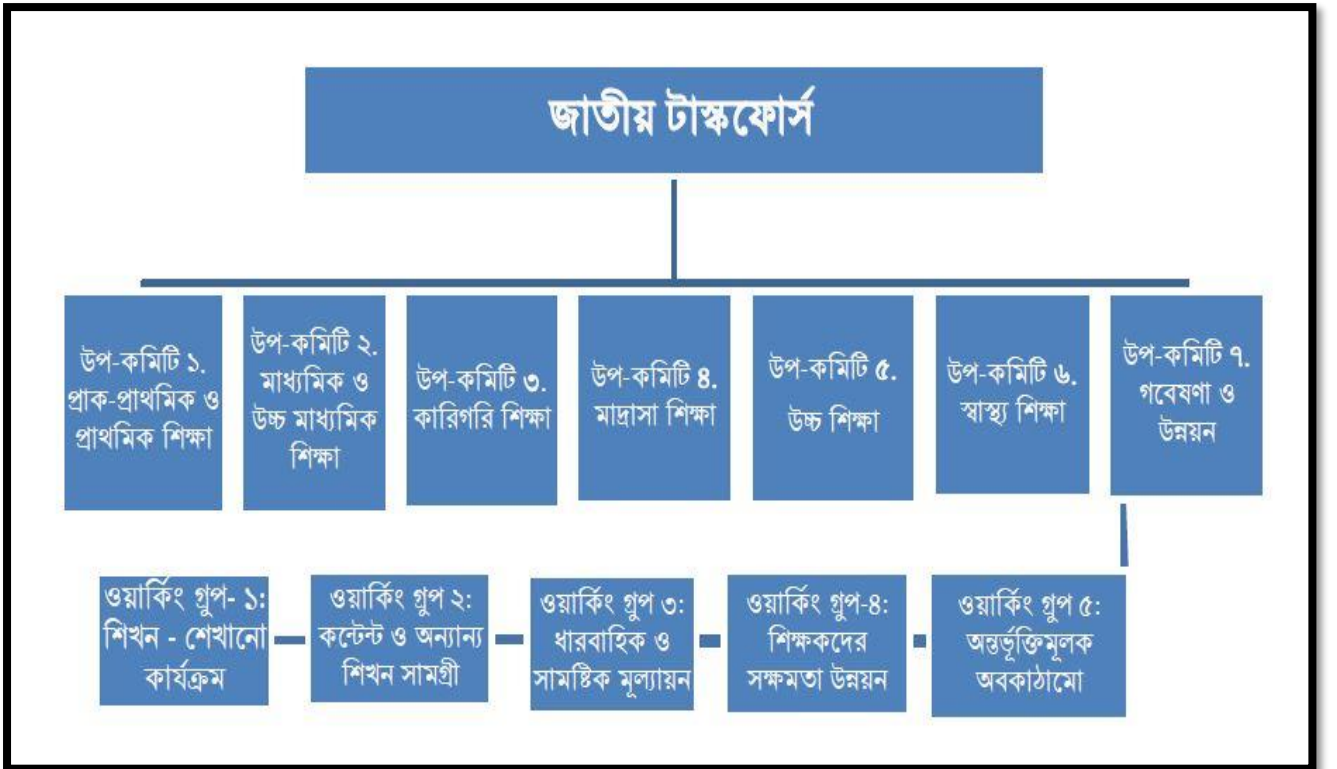 জাতীয় টাস্কফোর্স
উপ-কমিটি ১.
প্রাক-প্রাথমিক ও
প্রাথমিক শিক্ষা
উপ-কমিটি ২.
মাধ্যমিক ও
উচ্চ মাধ্যমিক
শিক্ষা
উপ-কমিটি ৩.
কারিগরি শিক্ষা
উপ-কমিটি ৪.
মাদ্রাসা শিক্ষা
উপ-কমিটি ৫.
উচ্চ শিক্ষা
উপ-কমিটি ৬.
স্বাস্থ্য শিক্ষা
উপ-কমিটি ৭.
গবেষণা ও
উন্নয়ন
ওয়ার্কিং গ্রুপ- ১:
শিখন - শেখানো
কার্যক্রম
ওয়ার্কিং গ্রুপ ২:
কন্টেন্ট ও অন্যান্য
শিখন সামগ্রী
ওয়ার্কিং গ্রুপ ৩:
ধারবাহিক ও
সামষ্টিক মূল্যায়ন
ওয়ার্কিং গ্রুপ-৪:
শিক্ষকদের
সক্ষমতা উন্নয়ন
ওয়ার্কিং গ্রুপ ৫:
অন্তর্ভূক্তিমূলক
অবকাঠামো